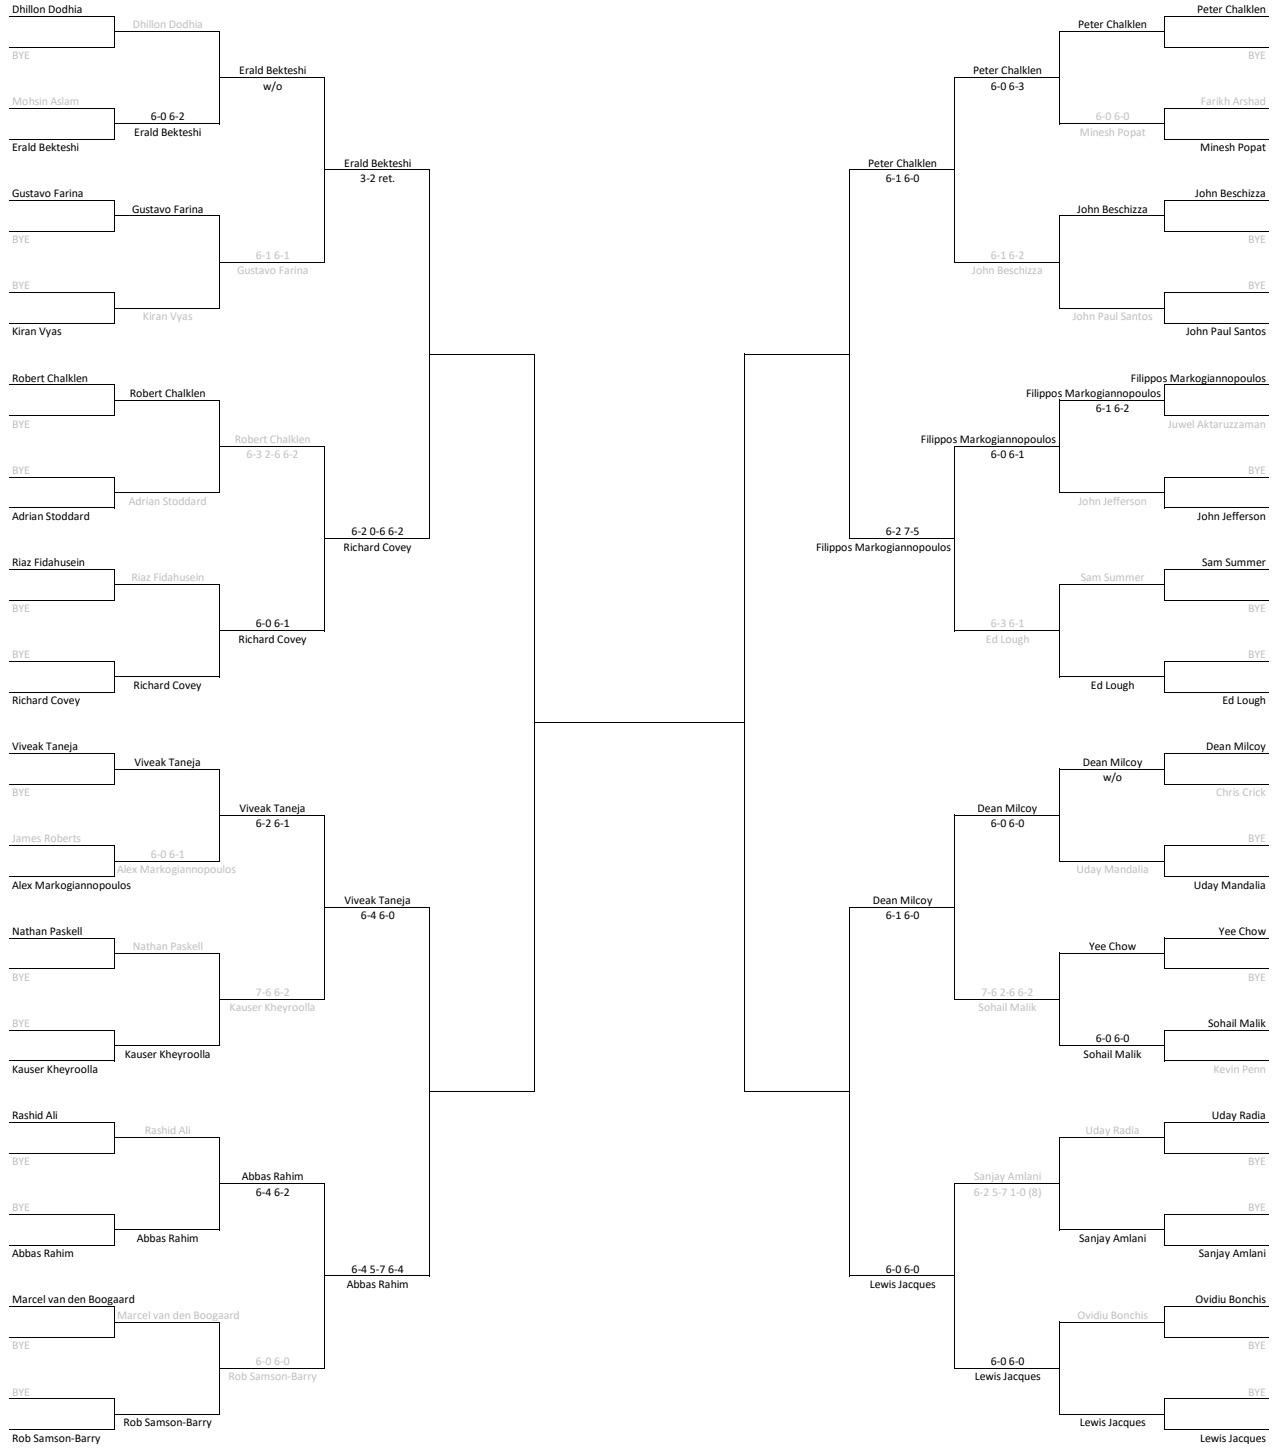 Dhillon Dodhia
Peter Chalklen
Dhillon Dodhia
Peter Chalklen
BYE
BYE
Erald Bekteshi
Peter Chalklen
w/o
6-0 6-3
Mohsin Aslam
Farikh Arshad
6-0 6-2
6-0 6-0
Erald Bekteshi
Minesh Popat
Erald Bekteshi
Minesh Popat
Erald Bekteshi
Peter Chalklen
3-2 ret.
6-1 6-0
Gustavo Farina
John Beschizza
Gustavo Farina
John Beschizza
BYE
BYE
6-1 6-1
6-1 6-2
Gustavo Farina
John Beschizza
BYE
BYE
Kiran Vyas
John Paul Santos
Kiran Vyas
John Paul Santos
Robert Chalklen
Filippos Markogiannopoulos
Robert Chalklen
Filippos Markogiannopoulos
6-1 6-2
BYE
Juwel Aktaruzzaman
Robert Chalklen
Filippos Markogiannopoulos
6-3 2-6 6-2
6-0 6-1
BYE
BYE
Adrian Stoddard
John Jefferson
Adrian Stoddard
John Jefferson
6-2 0-6 6-2
6-2 7-5
Richard Covey
Filippos Markogiannopoulos
Riaz Fidahusein
Sam Summer
Riaz Fidahusein
Sam Summer
BYE
BYE
6-0 6-1
6-3 6-1
Richard Covey
Ed Lough
BYE
BYE
Richard Covey
Ed Lough
Richard Covey
Ed Lough
Viveak Taneja
Dean Milcoy
Viveak Taneja
Dean Milcoy
w/o
BYE
Chris Crick
Viveak Taneja
Dean Milcoy
6-2 6-1
6-0 6-0
James Roberts
BYE
6-0 6-1
Alex Markogiannopoulos
Uday Mandalia
Alex Markogiannopoulos
Uday Mandalia
Viveak Taneja
Dean Milcoy
6-4 6-0
6-1 6-0
Nathan Paskell
Yee Chow
Nathan Paskell
Yee Chow
BYE
BYE
7-6 6-2
7-6 2-6 6-2
Kauser Kheyroolla
Sohail Malik
BYE
Sohail Malik
6-0 6-0
Kauser Kheyroolla
Sohail Malik
Kauser Kheyroolla
Kevin Penn
Rashid Ali
Uday Radia
Rashid Ali
Uday Radia
BYE
BYE
Abbas Rahim
Sanjay Amlani
6-4 6-2
6-2 5-7 1-0 (8)
BYE
BYE
Abbas Rahim
Sanjay Amlani
Abbas Rahim
Sanjay Amlani
6-4 5-7 6-4
6-0 6-0
Abbas Rahim
Lewis Jacques
Marcel van den Boogaard
Ovidiu Bonchis
Marcel van den Boogaard
Ovidiu Bonchis
BYE
BYE
6-0 6-0
6-0 6-0
Rob Samson-Barry
Lewis Jacques
BYE
BYE
Rob Samson-Barry
Lewis Jacques
Rob Samson-Barry
Lewis Jacques